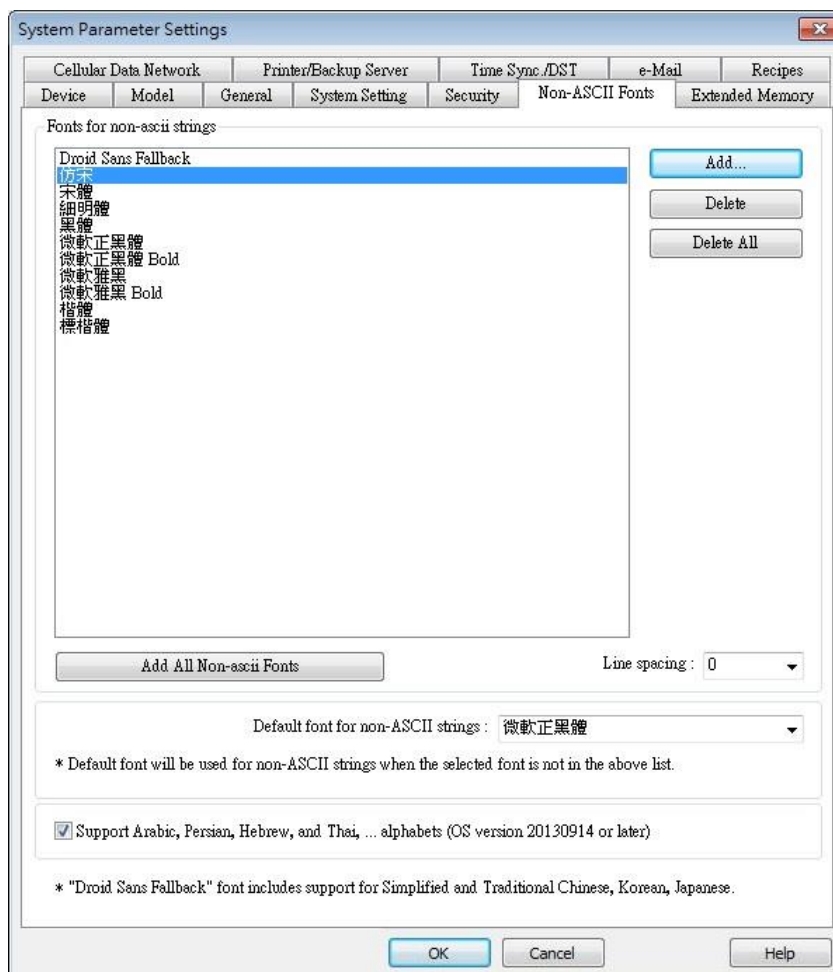 System Parameter Settings
Cellular Data Network Printer/Backup Server Time Sync./DST e-Mail Recipes
Device Model General System Setting Security Non-ASCII Fonts Extended Memory
Fonts for non-ascii strings
Droid Sans Fallback
仿宋
宋體
細明體
黑體
微軟正黑體
微軟正黑體 Bold
微軟雅黑
微軟雅黑 Bold
楷體
標楷體
Add...
Delete
Delete All
Add All Non-ascii Fonts Line spacing : 0
Default font for non-ASCII strings : 微軟正黑體
* Default font will be used for non-ASCII strings when the selected font is not in the above list.
Support Arabic, Persian, Hebrew, and Thai, ... alphabets (OS version 20130914 or later)
* "Droid Sans Fallback" font includes support for Simplified and Traditional Chinese, Korean, Japanese.
OK Cancel Help